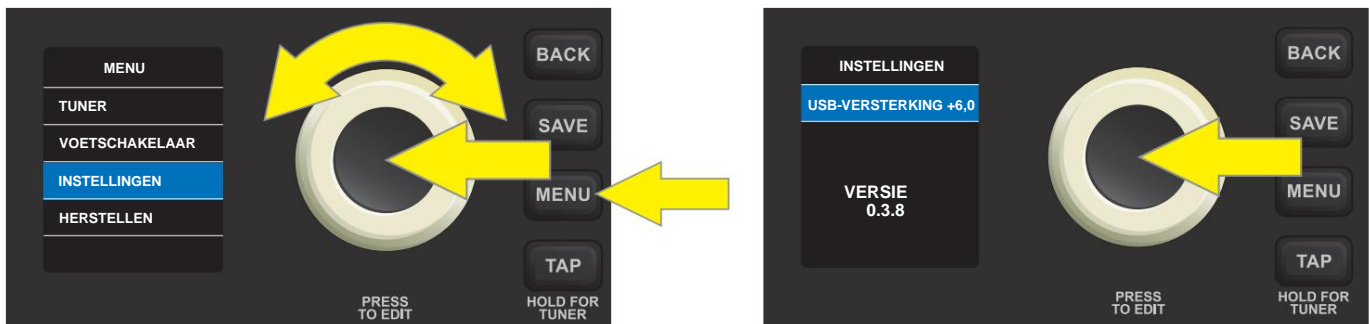 MENU
TUNER
VOETSCHAKELAAR
INSTELLINGEN
HERSTELLEN
BACK
SAVE
MENU
TAP
PRESS
TO EDIT
HOLD FOR
TUNER
INSTELLINGEN
USB-VERSTERKING +6,0
VERSIE
0.3.8
BACK
SAVE
MENU
TAP
PRESS
TO EDIT
HOLD FOR
TUNER